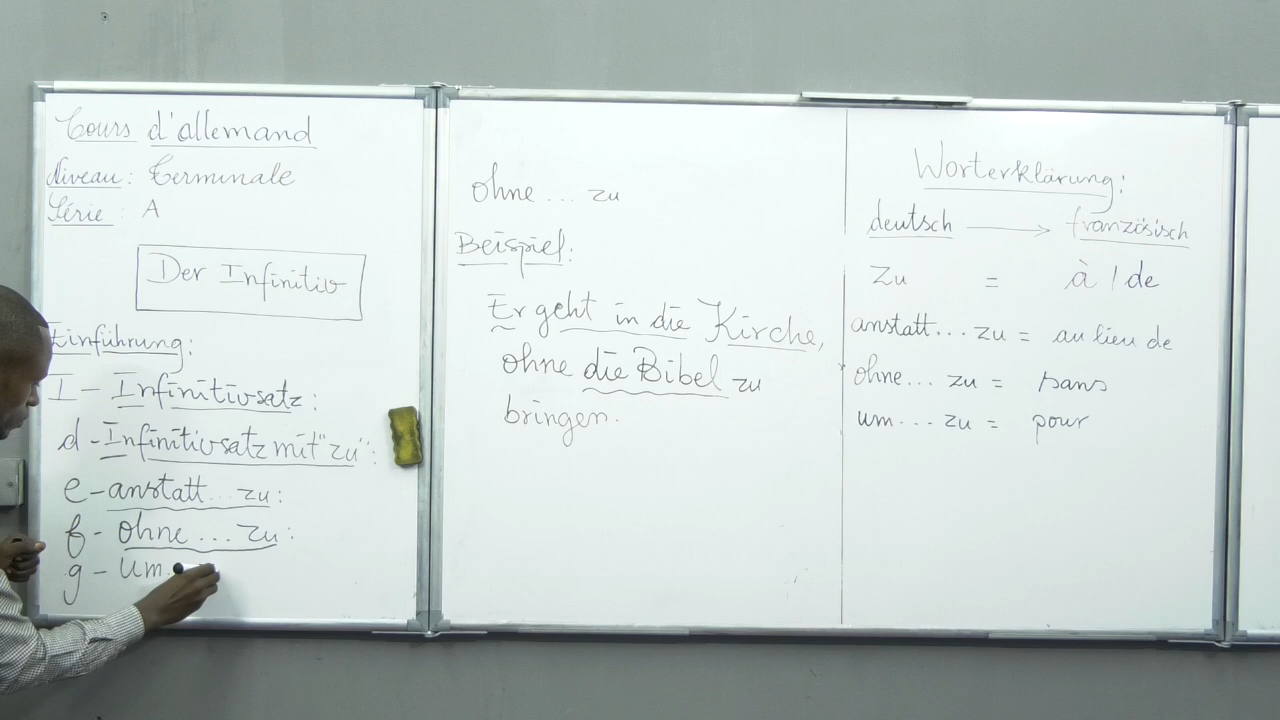 Cours d'allemand
Niveau : Terminale
Série : A
Der Infinitiv
Einführung:
I - Infinitivsatz :
d - Infinitivsatz mit "zu" :
e - anstatt... zu :
f - ohne ... zu :
g - um.
ohne ... zu
Beispiel:
Er geht in die Kirche,
ohne die Bibel zu
bringen.
Wörterklärung:
deutsch → französisch
Zu = à / de
anstatt... zu = au lieu de
ohne... zu = sans
um... zu = pour